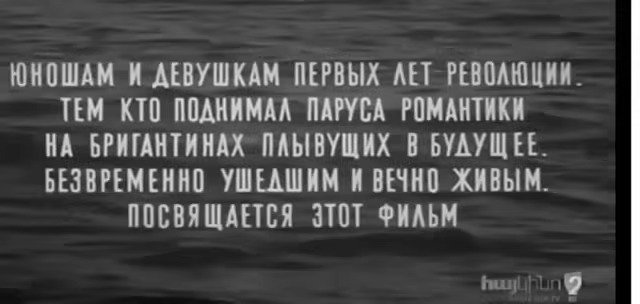 ЮНОШАМ И ДЕВУШКАМ ПЕРВЫХ ЛЕТ РЕВОЛЮЦИИ.
ТЕМ КТО ПОДНИМАЛ ПАРУСА РОМАНТИКИ
НА БРИГАНТИНАХ ПЛЫВУЩИХ В БУДУЩЕЕ.
БЕЗВРЕМЕННО УШЕДШИМ И ВЕЧНО ЖИВЫМ.
ПОСВЯЩАЕТСЯ ЭТОТ ФИЛЬМ
հայկինո